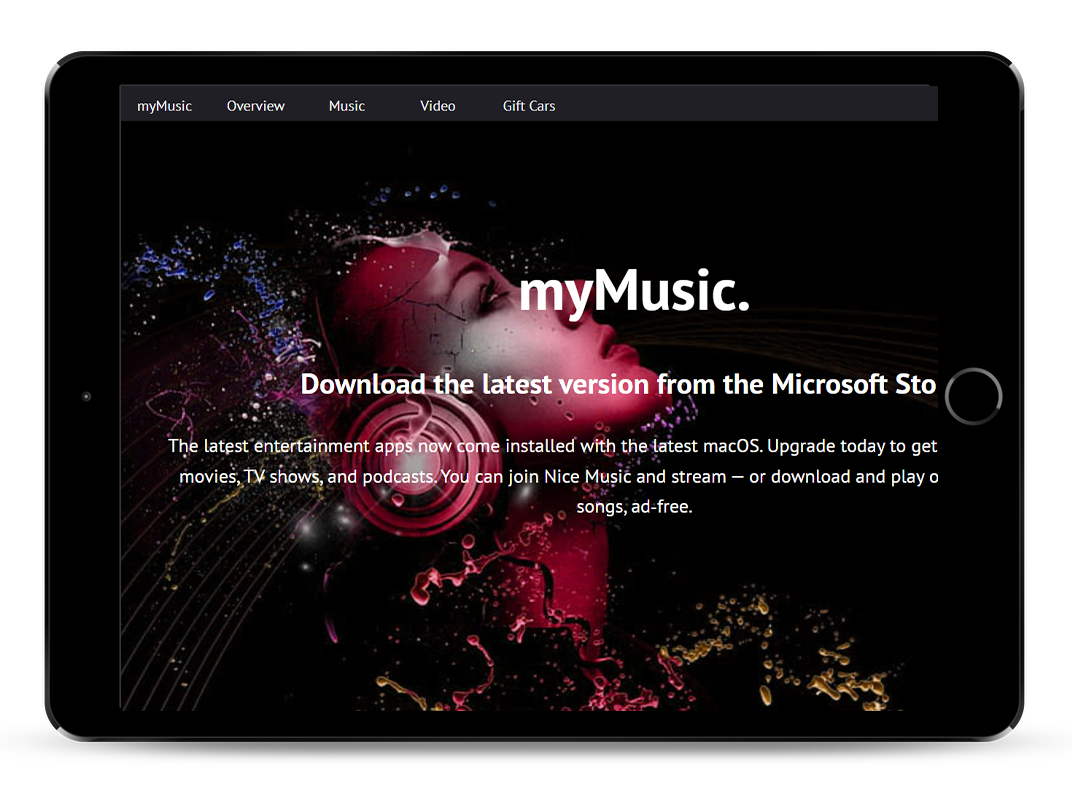 myMusic Overview Music Video Gift Cars
myMusic.
Download the latest version from the Microsoft Sto
The latest entertainment apps now come installed with the latest macOS. Upgrade today to get
movies, TV shows, and podcasts. You can join Nice Music and stream — or download and play o
songs, ad-free.